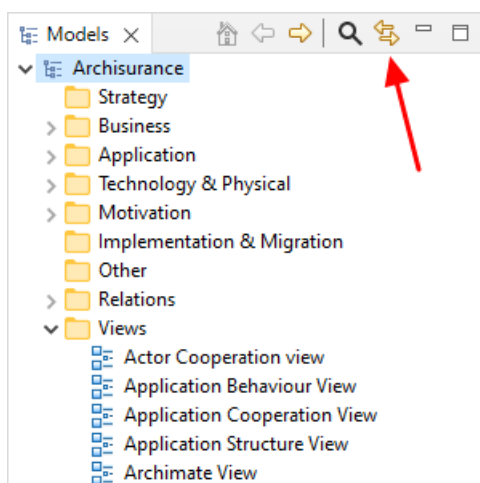 Models
Archisurance
Strategy
Business
Application
Technology & Physical
Motivation
Implementation & Migration
Other
Relations
Views
Actor Cooperation view
Application Behaviour View
Application Cooperation View
Application Structure View
Archimate View